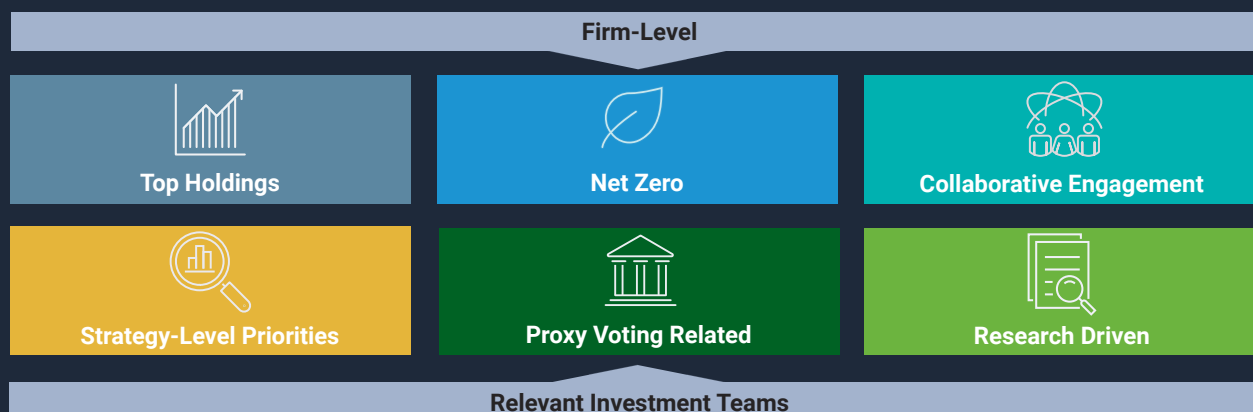 Firm-Level
Top Holdings
Net Zero
Collaborative Engagement
Strategy-Level Priorities
Proxy Voting Related
Research Driven
Relevant Investment Teams